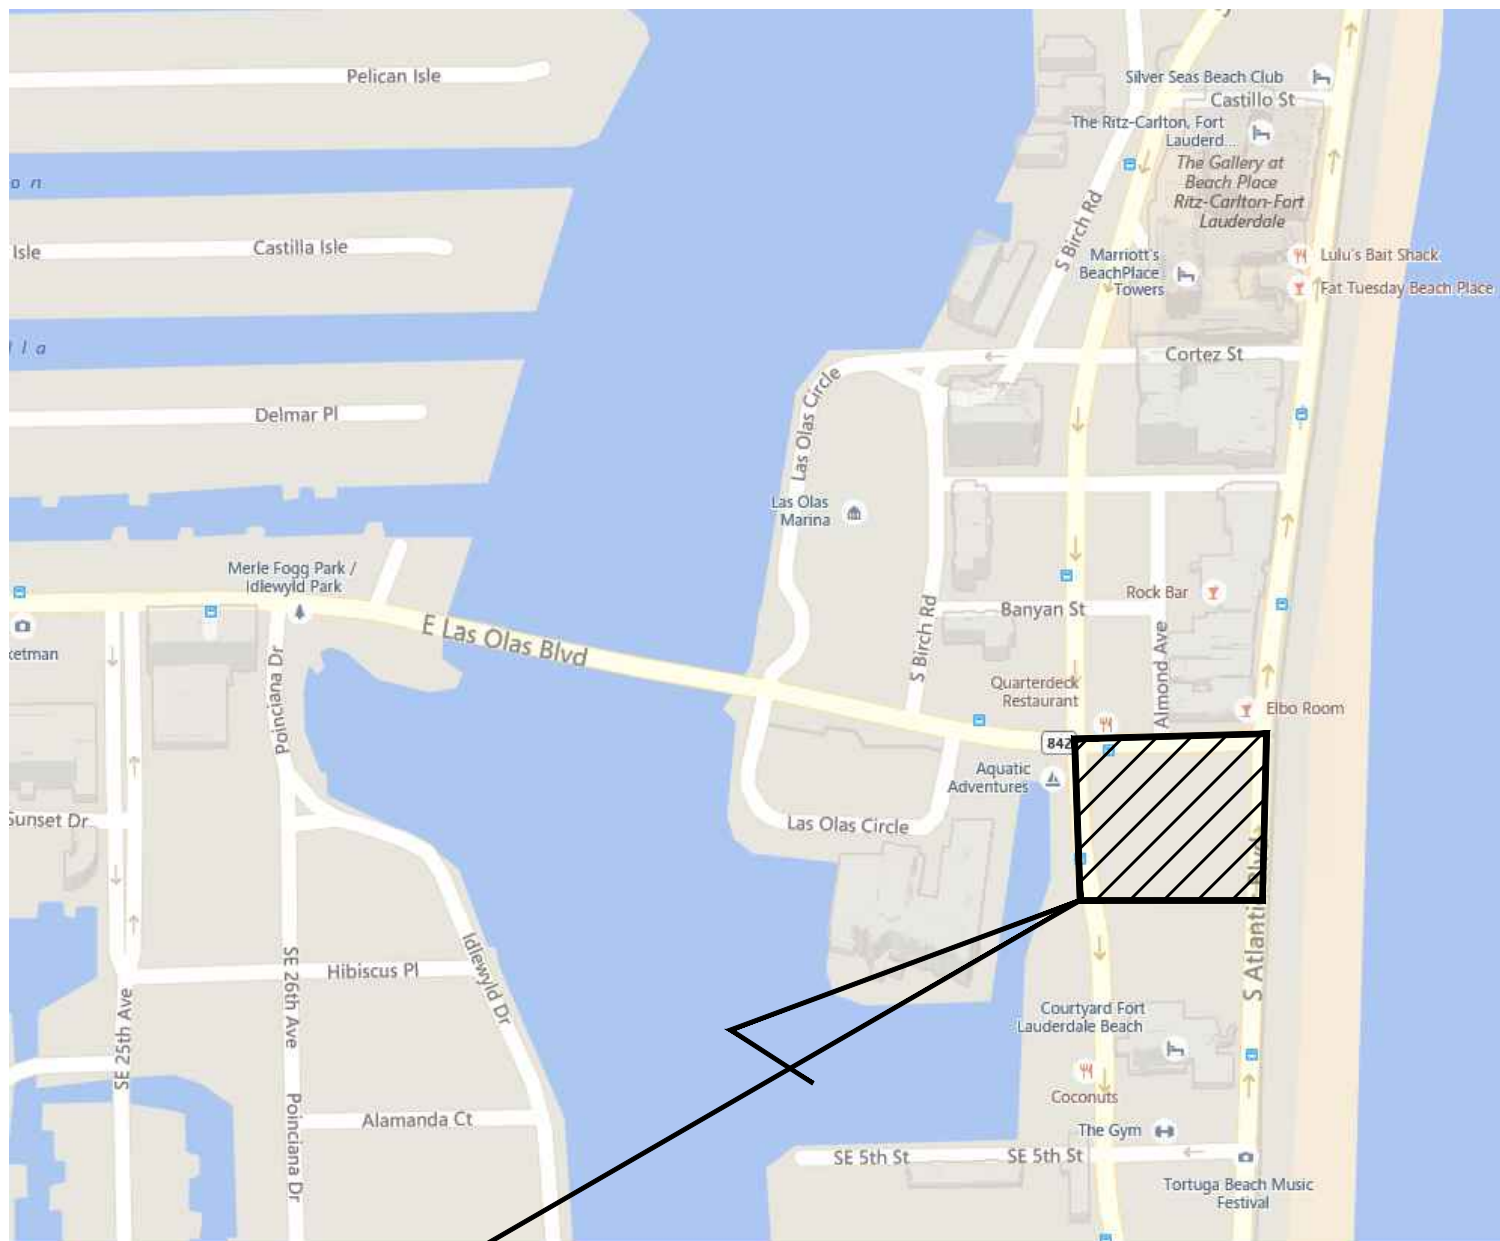 Pelican Isle
Silver Seas Beach Club
Castillo St
The Ritz-Carlton, Fort
Lauderd...
The Gallery at
Beach Place
Ritz-Carlton-Fort
Lauderdale
o n
Isle
Castilla Isle
S Birch Rd
Marriott's
BeachPlace
Towers
Lulu's Bait Shack
Fat Tuesday Beach Place
l a
Cortez St
Delmar Pl
Las Olas Circle
Las Olas
Marina
Merle Fogg Park /
Idlewyld Park
Rock Bar
Banyan St
ketman
E Las Olas Blvd
S Birch Rd
Almond Ave
Poinciana Dr
Quarterdeck
Restaurant
Elbo Room
842
Aquatic
Adventures
Sunset Dr
Las Olas Circle
S Atlantic Blvd
Hibiscus Pl
Idlewyld Dr
SE 26th Ave
SE 25th Ave
Courtyard Fort
Lauderdale Beach
Coconuts
Poinciana Dr
Alamanda Ct
The Gym
SE 5th St
SE 5th St
Tortuga Beach Music
Festival